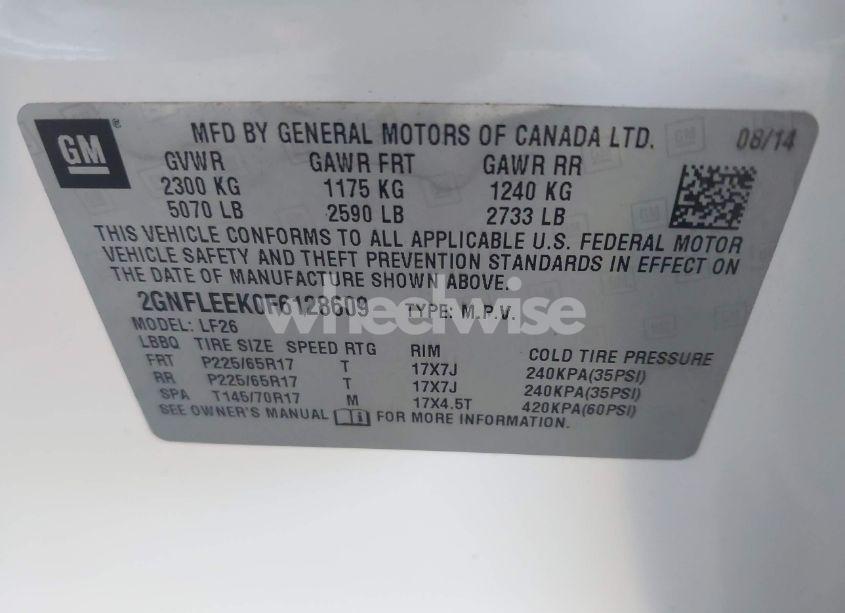 GM
MFD BY GENERAL MOTORS OF CANADA LTD. 08/14
GVWR GAWR FRT GAWR RR
2300 KG 1175 KG 1240 KG
5070 LB 2590 LB 2733 LB
THIS VEHICLE CONFORMS TO ALL APPLICABLE U.S. FEDERAL MOTOR
VEHICLE SAFETY AND THEFT PREVENTION STANDARDS IN EFFECT ON
THE DATE OF MANUFACTURE SHOWN ABOVE.
2GNFLEEK0F6128609 TYPE: M.P.V.
wheelwise
MODEL: LF26
LBBQ TIRE SIZE SPEED RTG RIM COLD TIRE PRESSURE
FRT P225/65R17 T 17X7J 240KPA(35PSI)
RR P225/65R17 T 17X7J 240KPA(35PSI)
SPA T145/70R17 M 17X4.5T 420KPA(60PSI)
SEE OWNER'S MANUAL FOR MORE INFORMATION.